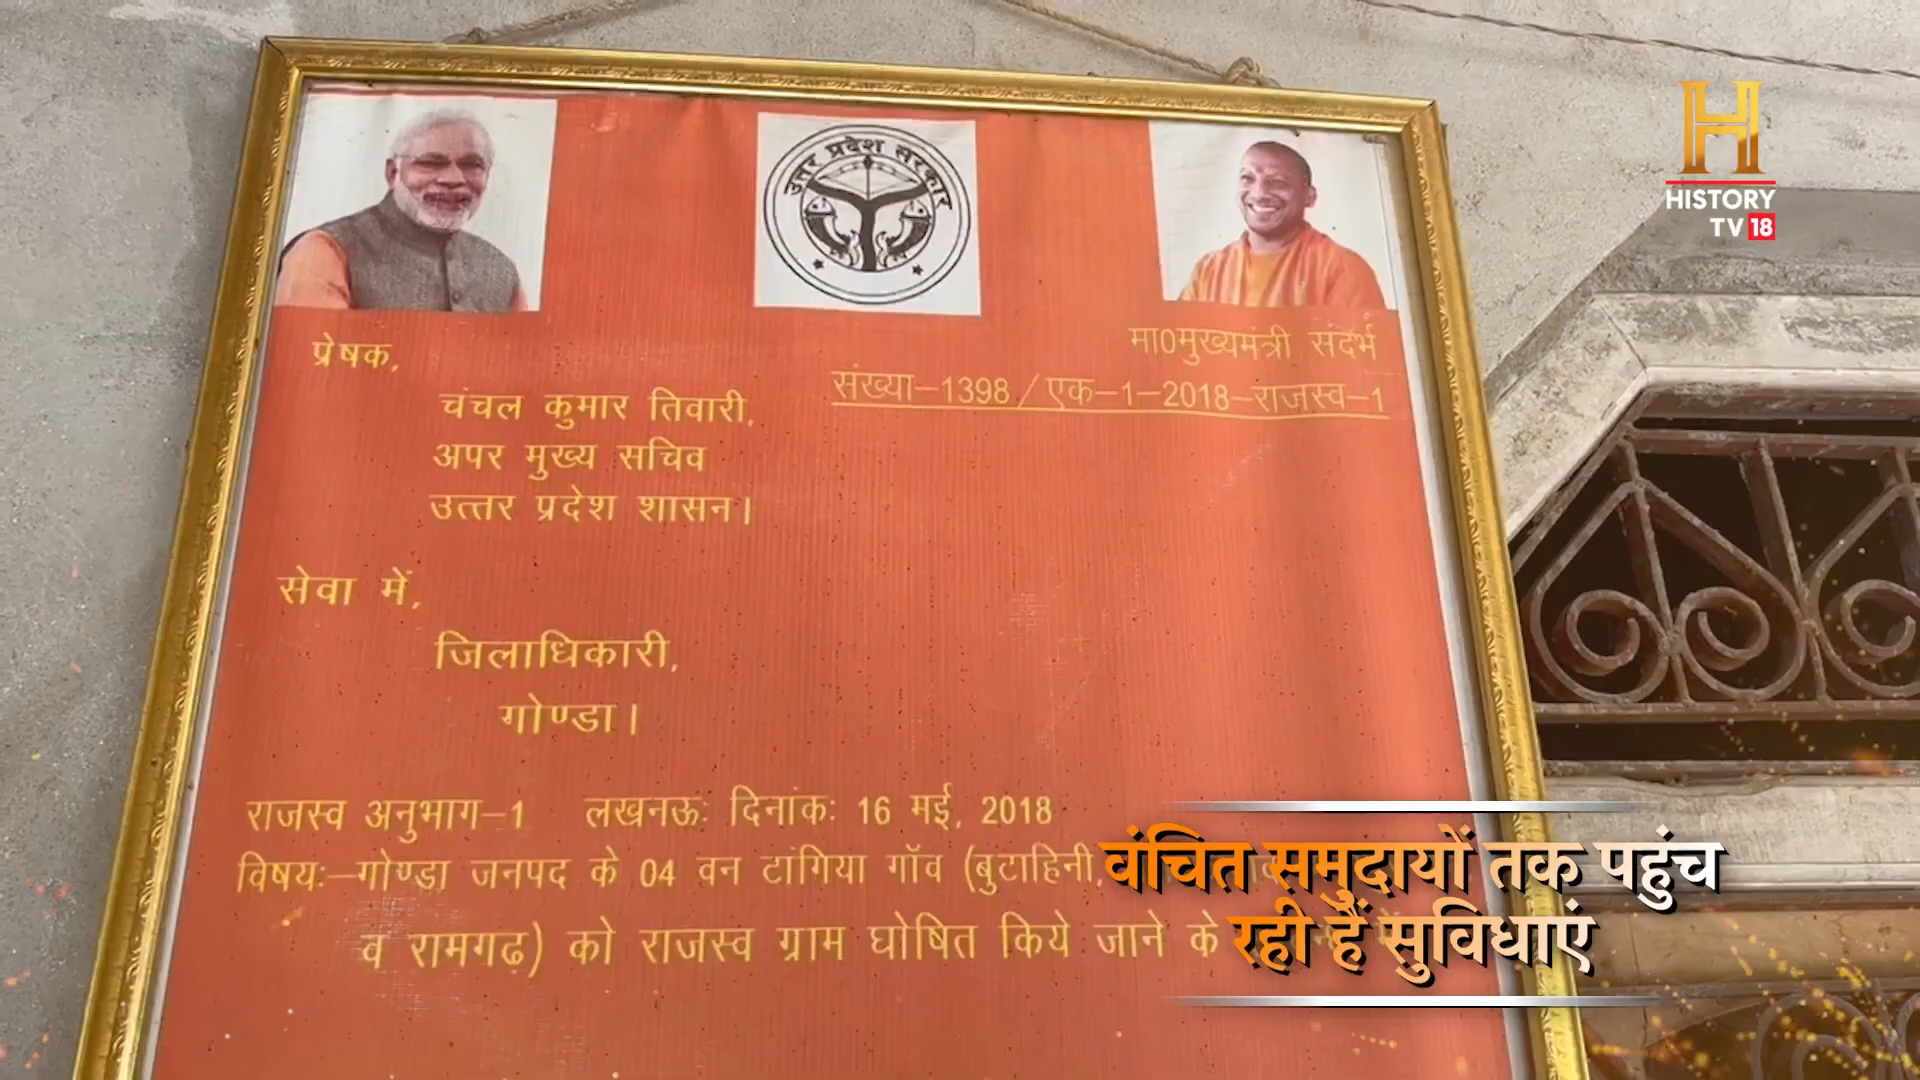 उत्तर प्रदेश सरकार
HISTORY
TV 18
मा0मुख्यमंत्री संदर्भ
प्रेषक,
संख्या–1398/एक–1–2018–राजस्व–1
चंचल कुमार तिवारी,
अपर मुख्य सचिव
उत्तर प्रदेश शासन।
सेवा में,
जिलाधिकारी,
गोण्डा।
राजस्व अनुभाग–1 लखनऊः दिनांकः 16 मई, 2018
विषयः–गोण्डा जनपद के 04 वन टांगिया गॉव (बुटाहिनी,
व रामगढ़) को राजस्व ग्राम घोषित किये जाने के
वंचित समुदायों तक पहुंच
रही हैं सुविधाएं